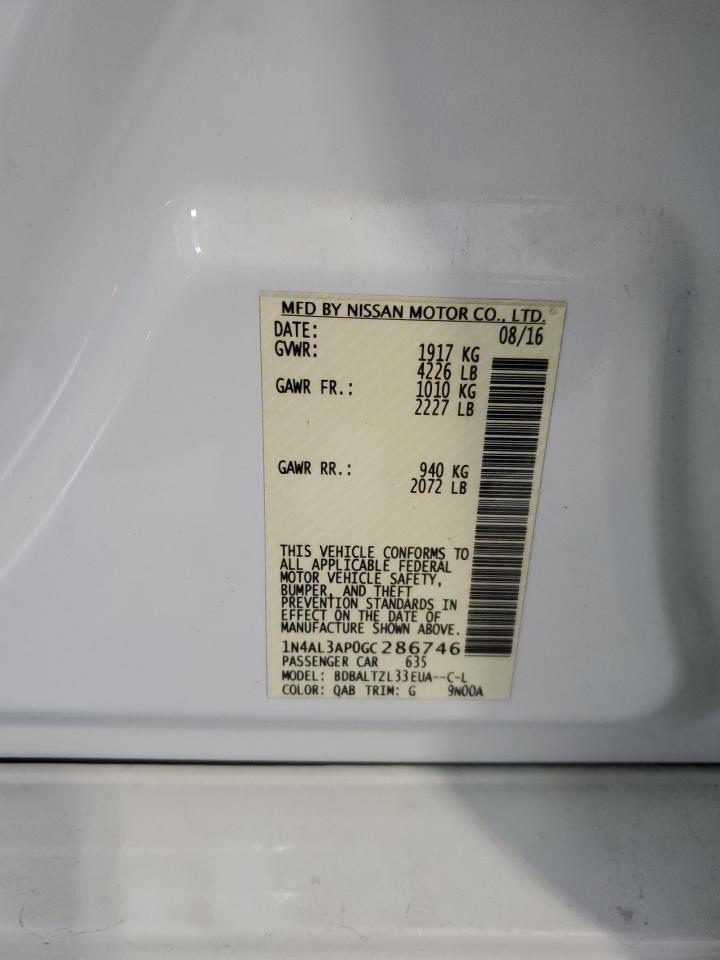 MFD BY NISSAN MOTOR CO., LTD.
DATE: 08/16
GVWR: 1917 KG
4226 LB
GAWR FR.: 1010 KG
2227 LB
GAWR RR.: 940 KG
2072 LB
THIS VEHICLE CONFORMS TO
ALL APPLICABLE FEDERAL
MOTOR VEHICLE SAFETY,
BUMPER, AND THEFT
PREVENTION STANDARDS IN
EFFECT ON THE DATE OF
MANUFACTURE SHOWN ABOVE.
1N4AL3AP0GC286746
PASSENGER CAR 635
MODEL: BDBALTZL33EUA--C-L
COLOR: QAB TRIM: G 9N00A